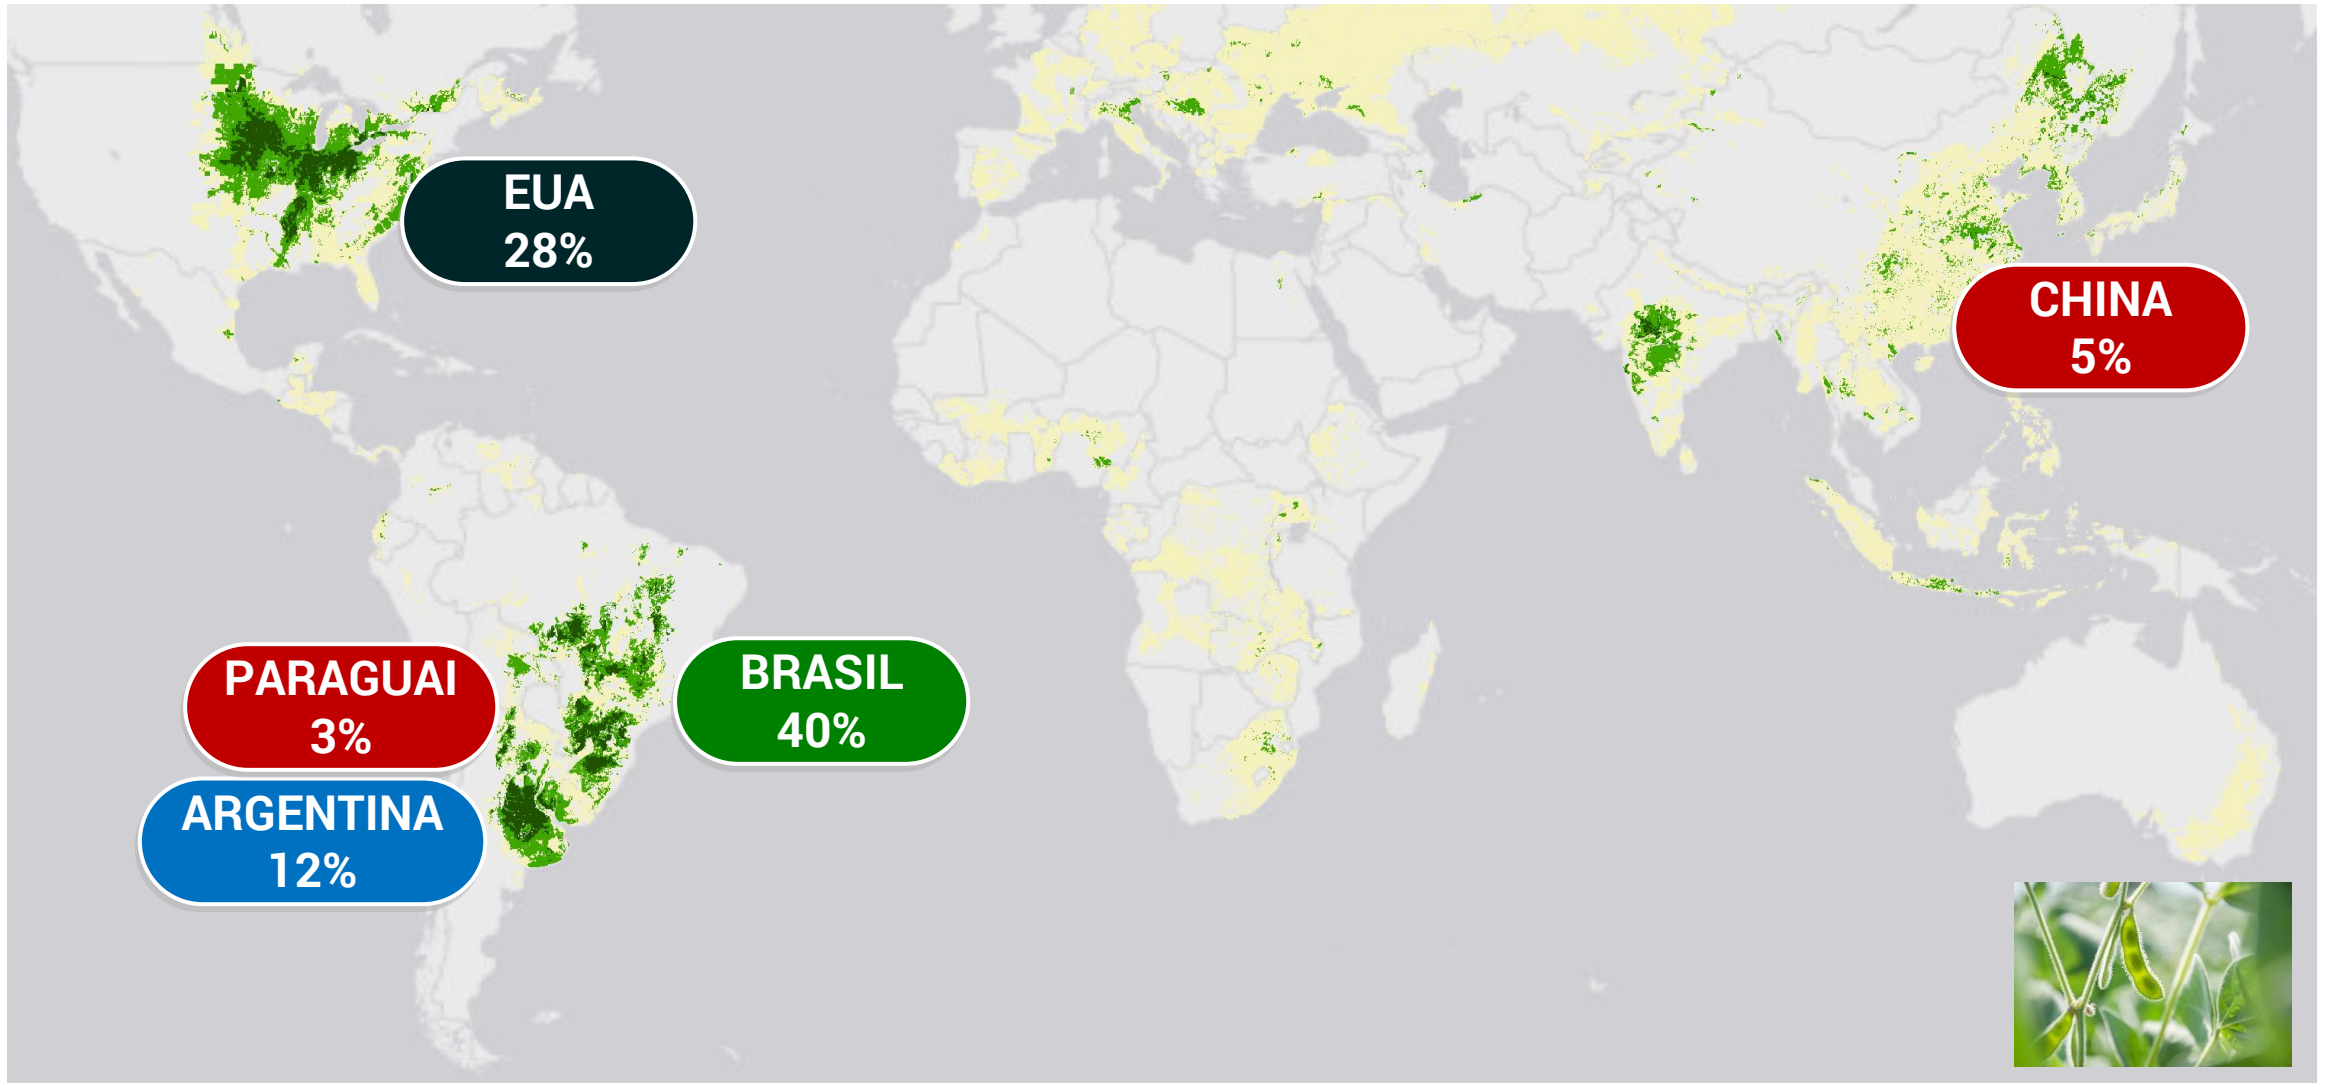 EUA
28%
CHINA
5%
PARAGUAI
3%
BRASIL
40%
ARGENTINA
12%